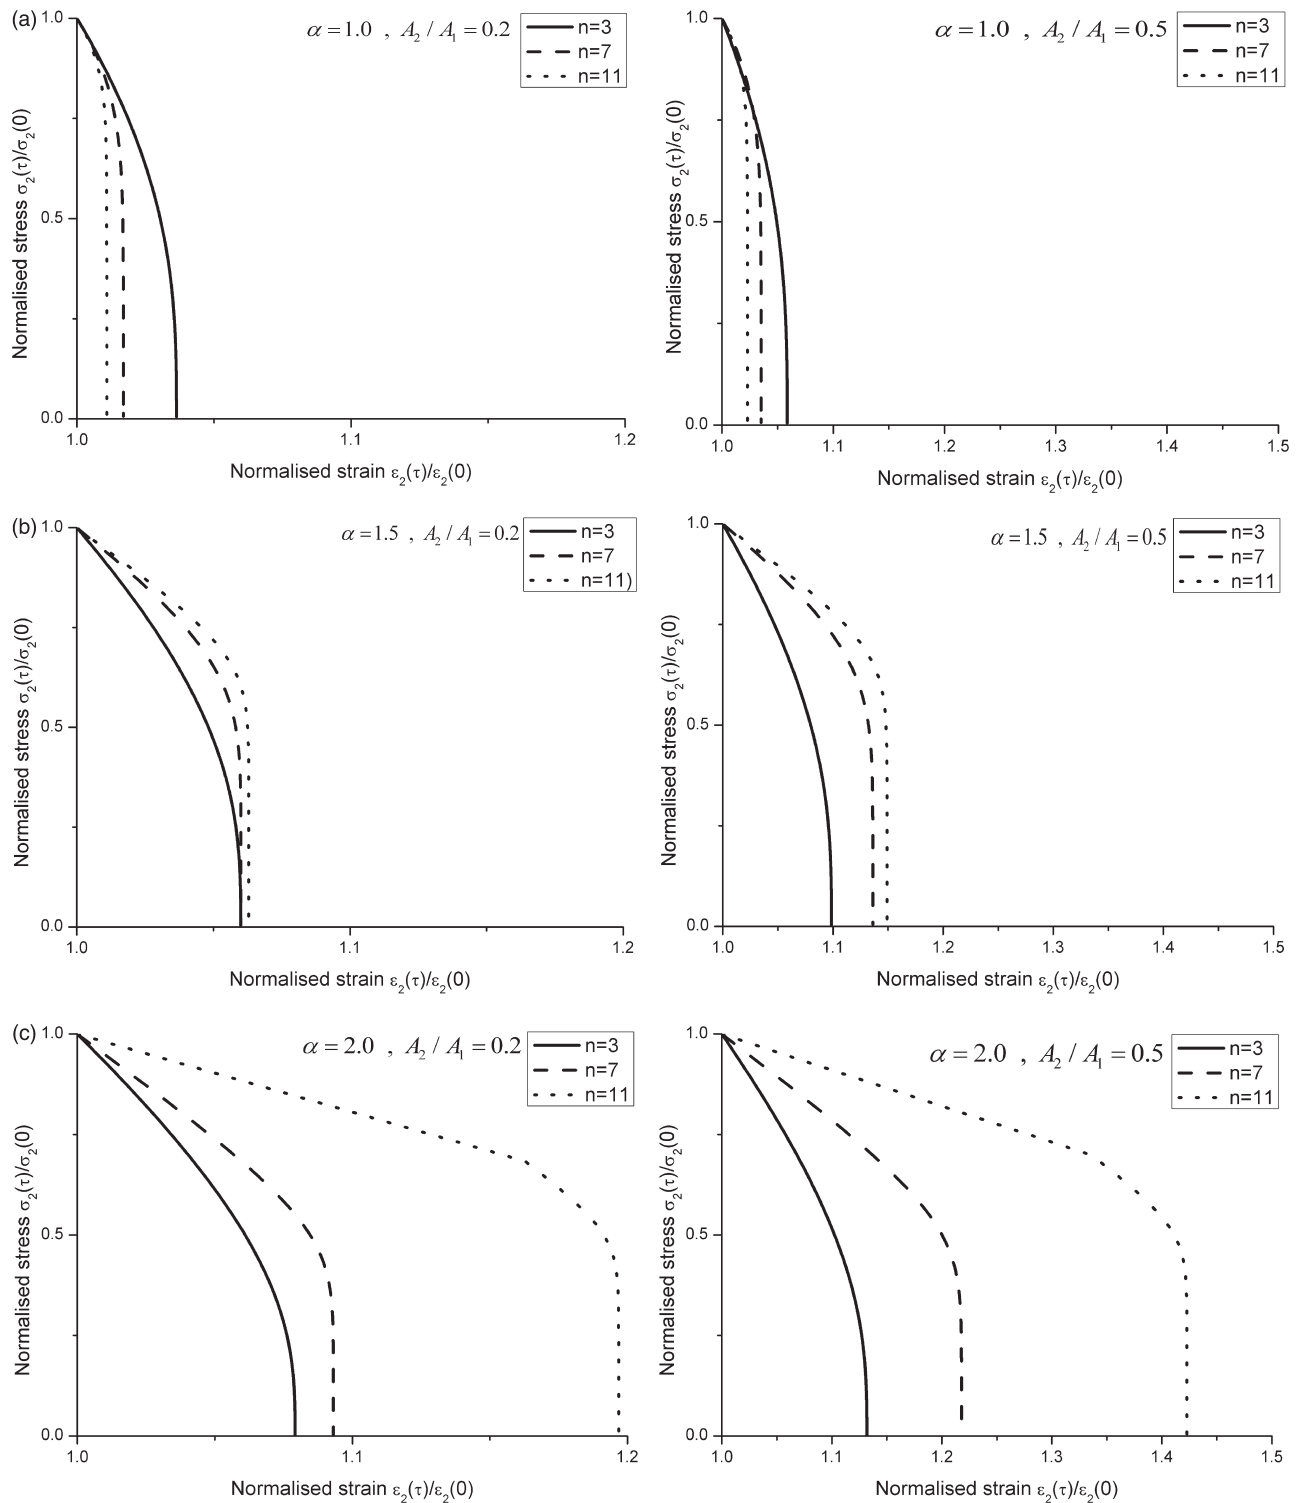 (a)
α = 1.0 , A₂ / A₁ = 0.2
n=3
n=7
n=11
1.0
0.5
0.0
1.0
1.1
1.2
Normalised stress σ₂(τ)/σ₂(0)
Normalised strain ε₂(τ)/ε₂(0)
α = 1.0 , A₂ / A₁ = 0.5
n=3
n=7
n=11
1.0
0.5
0.0
1.0
1.1
1.2
1.3
1.4
1.5
Normalised stress σ₂(τ)/σ₂(0)
Normalised strain ε₂(τ)/ε₂(0)
(b)
α = 1.5 , A₂ / A₁ = 0.2
n=3
n=7
n=11)
1.0
0.5
0.0
1.0
1.1
1.2
Normalised stress σ₂(τ)/σ₂(0)
Normalised strain ε₂(τ)/ε₂(0)
α = 1.5 , A₂ / A₁ = 0.5
n=3
n=7
n=11
1.0
0.5
0.0
1.0
1.1
1.2
1.3
1.4
1.5
Normalised stress σ₂(τ)/σ₂(0)
Normalised strain ε₂(τ)/ε₂(0)
(c)
α = 2.0 , A₂ / A₁ = 0.2
n=3
n=7
n=11
1.0
0.5
0.0
1.0
1.1
1.2
Normalised stress σ₂(τ)/σ₂(0)
Normalised strain ε₂(τ)/ε₂(0)
α = 2.0 , A₂ / A₁ = 0.5
n=3
n=7
n=11
1.0
0.5
0.0
1.0
1.1
1.2
1.3
1.4
1.5
Normalised stress σ₂(τ)/σ₂(0)
Normalised strain ε₂(τ)/ε₂(0)